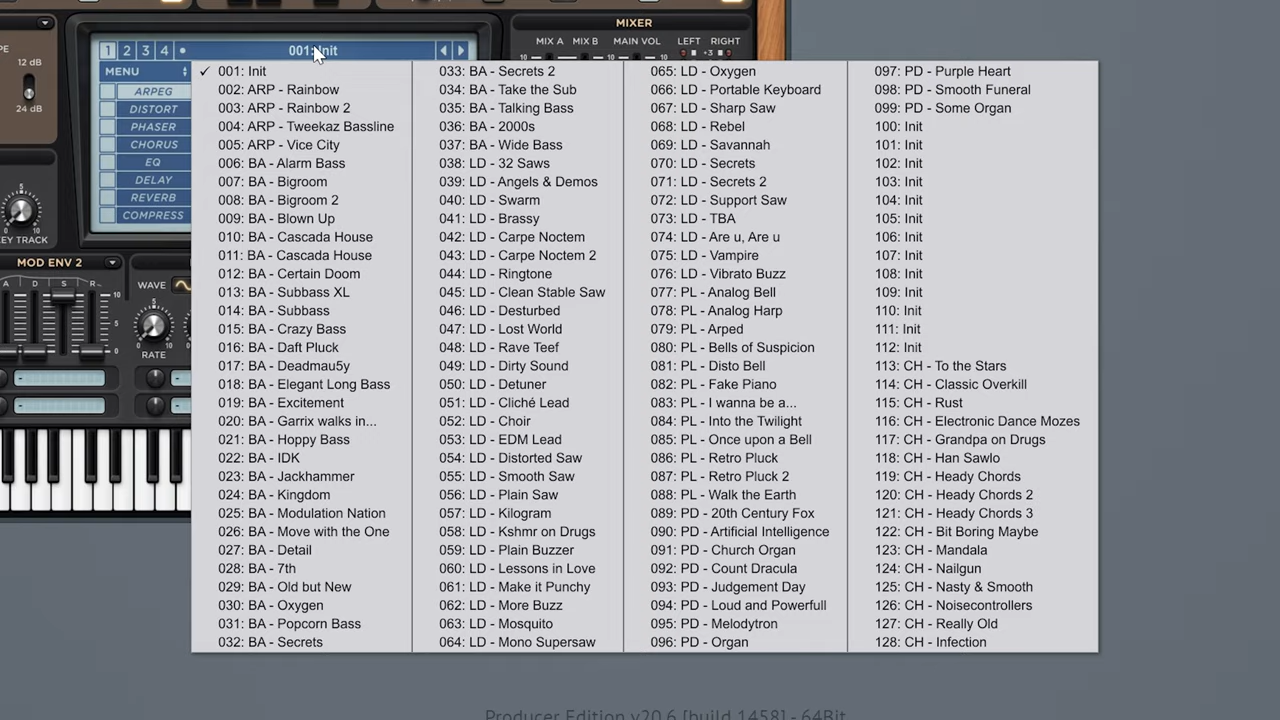 MIXER
MIX A MIX B MAIN VOL LEFT RIGHT
10 10 10 +3
12 dB
24 dB
1 2 3 4 001: Init
MENU
ARPEG
DISTORT
PHASER
CHORUS
EQ
DELAY
REVERB
COMPRESS
5
0 10
KEY TRACK
MOD ENV 2
A D S R
10
5
0
WAVE
5
0 10
RATE
001: Init
002: ARP - Rainbow
003: ARP - Rainbow 2
004: ARP - Tweekaz Bassline
005: ARP - Vice City
006: BA - Alarm Bass
007: BA - Bigroom
008: BA - Bigroom 2
009: BA - Blown Up
010: BA - Cascada House
011: BA - Cascada House
012: BA - Certain Doom
013: BA - Subbass XL
014: BA - Subbass
015: BA - Crazy Bass
016: BA - Daft Pluck
017: BA - Deadmau5y
018: BA - Elegant Long Bass
019: BA - Excitement
020: BA - Garrix walks in...
021: BA - Hoppy Bass
022: BA - IDK
023: BA - Jackhammer
024: BA - Kingdom
025: BA - Modulation Nation
026: BA - Move with the One
027: BA - Detail
028: BA - 7th
029: BA - Old but New
030: BA - Oxygen
031: BA - Popcorn Bass
032: BA - Secrets
033: BA - Secrets 2
034: BA - Take the Sub
035: BA - Talking Bass
036: BA - 2000s
037: BA - Wide Bass
038: LD - 32 Saws
039: LD - Angels & Demos
040: LD - Swarm
041: LD - Brassy
042: LD - Carpe Noctem
043: LD - Carpe Noctem 2
044: LD - Ringtone
045: LD - Clean Stable Saw
046: LD - Desturbed
047: LD - Lost World
048: LD - Rave Teef
049: LD - Dirty Sound
050: LD - Detuner
051: LD - Cliché Lead
052: LD - Choir
053: LD - EDM Lead
054: LD - Distorted Saw
055: LD - Smooth Saw
056: LD - Plain Saw
057: LD - Kilogram
058: LD - Kshmr on Drugs
059: LD - Plain Buzzer
060: LD - Lessons in Love
061: LD - Make it Punchy
062: LD - More Buzz
063: LD - Mosquito
064: LD - Mono Supersaw
065: LD - Oxygen
066: LD - Portable Keyboard
067: LD - Sharp Saw
068: LD - Rebel
069: LD - Savannah
070: LD - Secrets
071: LD - Secrets 2
072: LD - Support Saw
073: LD - TBA
074: LD - Are u, Are u
075: LD - Vampire
076: LD - Vibrato Buzz
077: PL - Analog Bell
078: PL - Analog Harp
079: PL - Arped
080: PL - Bells of Suspicion
081: PL - Disto Bell
082: PL - Fake Piano
083: PL - I wanna be a...
084: PL - Into the Twilight
085: PL - Once upon a Bell
086: PL - Retro Pluck
087: PL - Retro Pluck 2
088: PL - Walk the Earth
089: PD - 20th Century Fox
090: PD - Artificial Intelligence
091: PD - Church Organ
092: PD - Count Dracula
093: PD - Judgement Day
094: PD - Loud and Powerfull
095: PD - Melodytron
096: PD - Organ
097: PD - Purple Heart
098: PD - Smooth Funeral
099: PD - Some Organ
100: Init
101: Init
102: Init
103: Init
104: Init
105: Init
106: Init
107: Init
108: Init
109: Init
110: Init
111: Init
112: Init
113: CH - To the Stars
114: CH - Classic Overkill
115: CH - Rust
116: CH - Electronic Dance Mozes
117: CH - Grandpa on Drugs
118: CH - Han Sawlo
119: CH - Heady Chords
120: CH - Heady Chords 2
121: CH - Heady Chords 3
122: CH - Bit Boring Maybe
123: CH - Mandala
124: CH - Nailgun
125: CH - Nasty & Smooth
126: CH - Noisecontrollers
127: CH - Really Old
128: CH - Infection
Producer Edition v20.6 [build 1458] - 64Bit